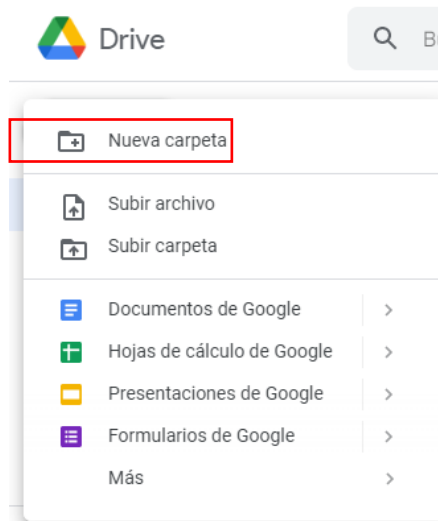 Drive
Nueva carpeta
Subir archivo
Subir carpeta
Documentos de Google
Hojas de cálculo de Google
Presentaciones de Google
Formularios de Google
Más